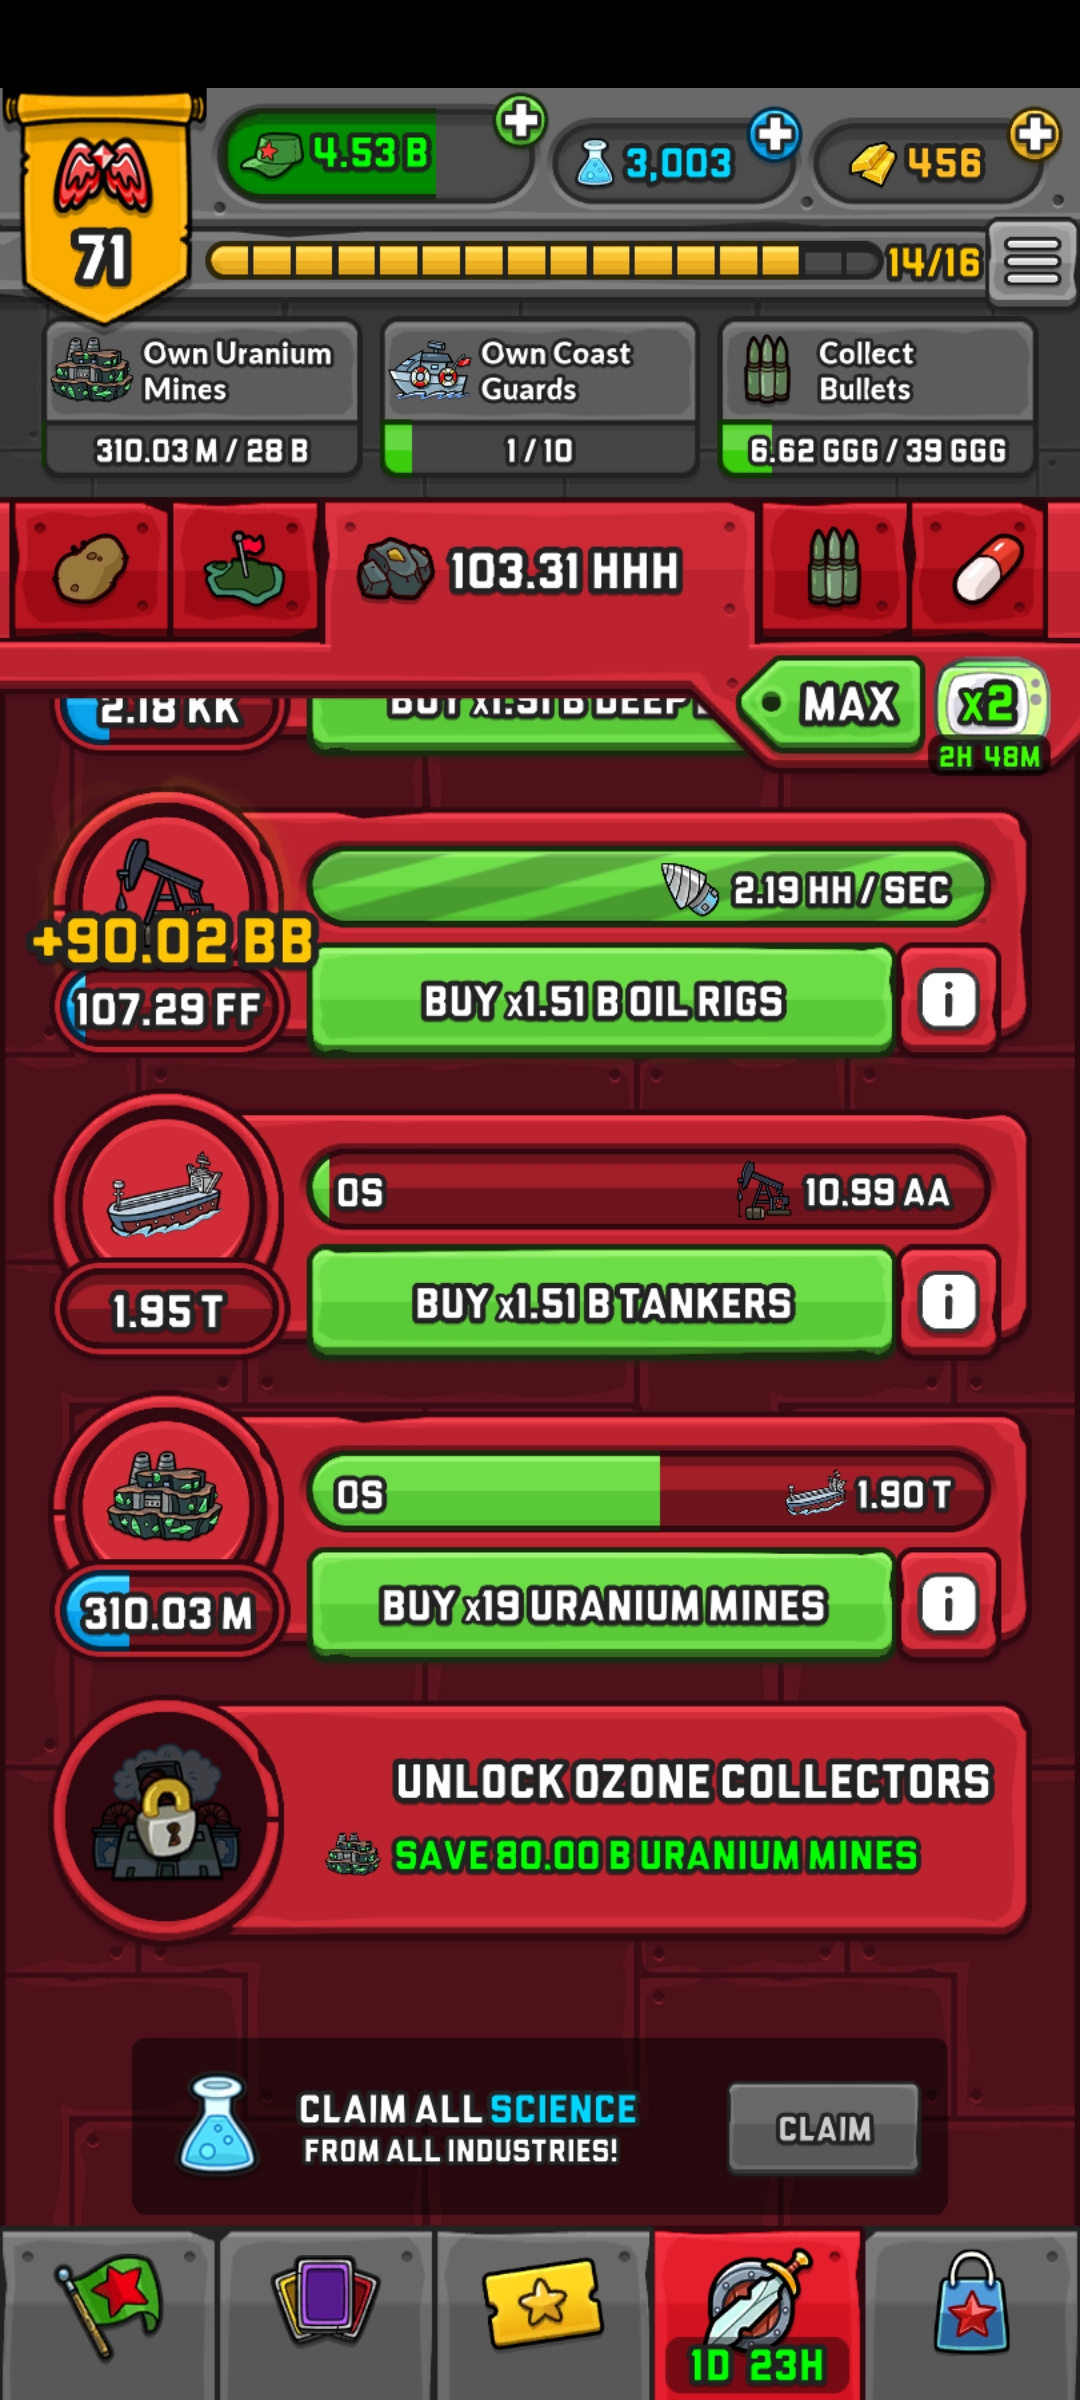 4.53 B
3,003
456
71
14/16
Own Uranium
Mines
310.03 M / 28 B
Own Coast
Guards
1 / 10
Collect
Bullets
6.62 GGG / 39 GGG
103.31 HHH
MAX
x2
2H 48M
2.18 KK
BUY x1.51 B DEEP
2.19 HH / SEC
+90.02 BB
107.29 FF
BUY x1.51 B OIL RIGS
i
0S
10.99 AA
1.95 T
BUY x1.51 B TANKERS
i
0S
1.90 T
310.03 M
BUY x19 URANIUM MINES
i
UNLOCK OZONE COLLECTORS
SAVE 80.00 B URANIUM MINES
CLAIM ALL SCIENCE
FROM ALL INDUSTRIES!
CLAIM
1D 23H